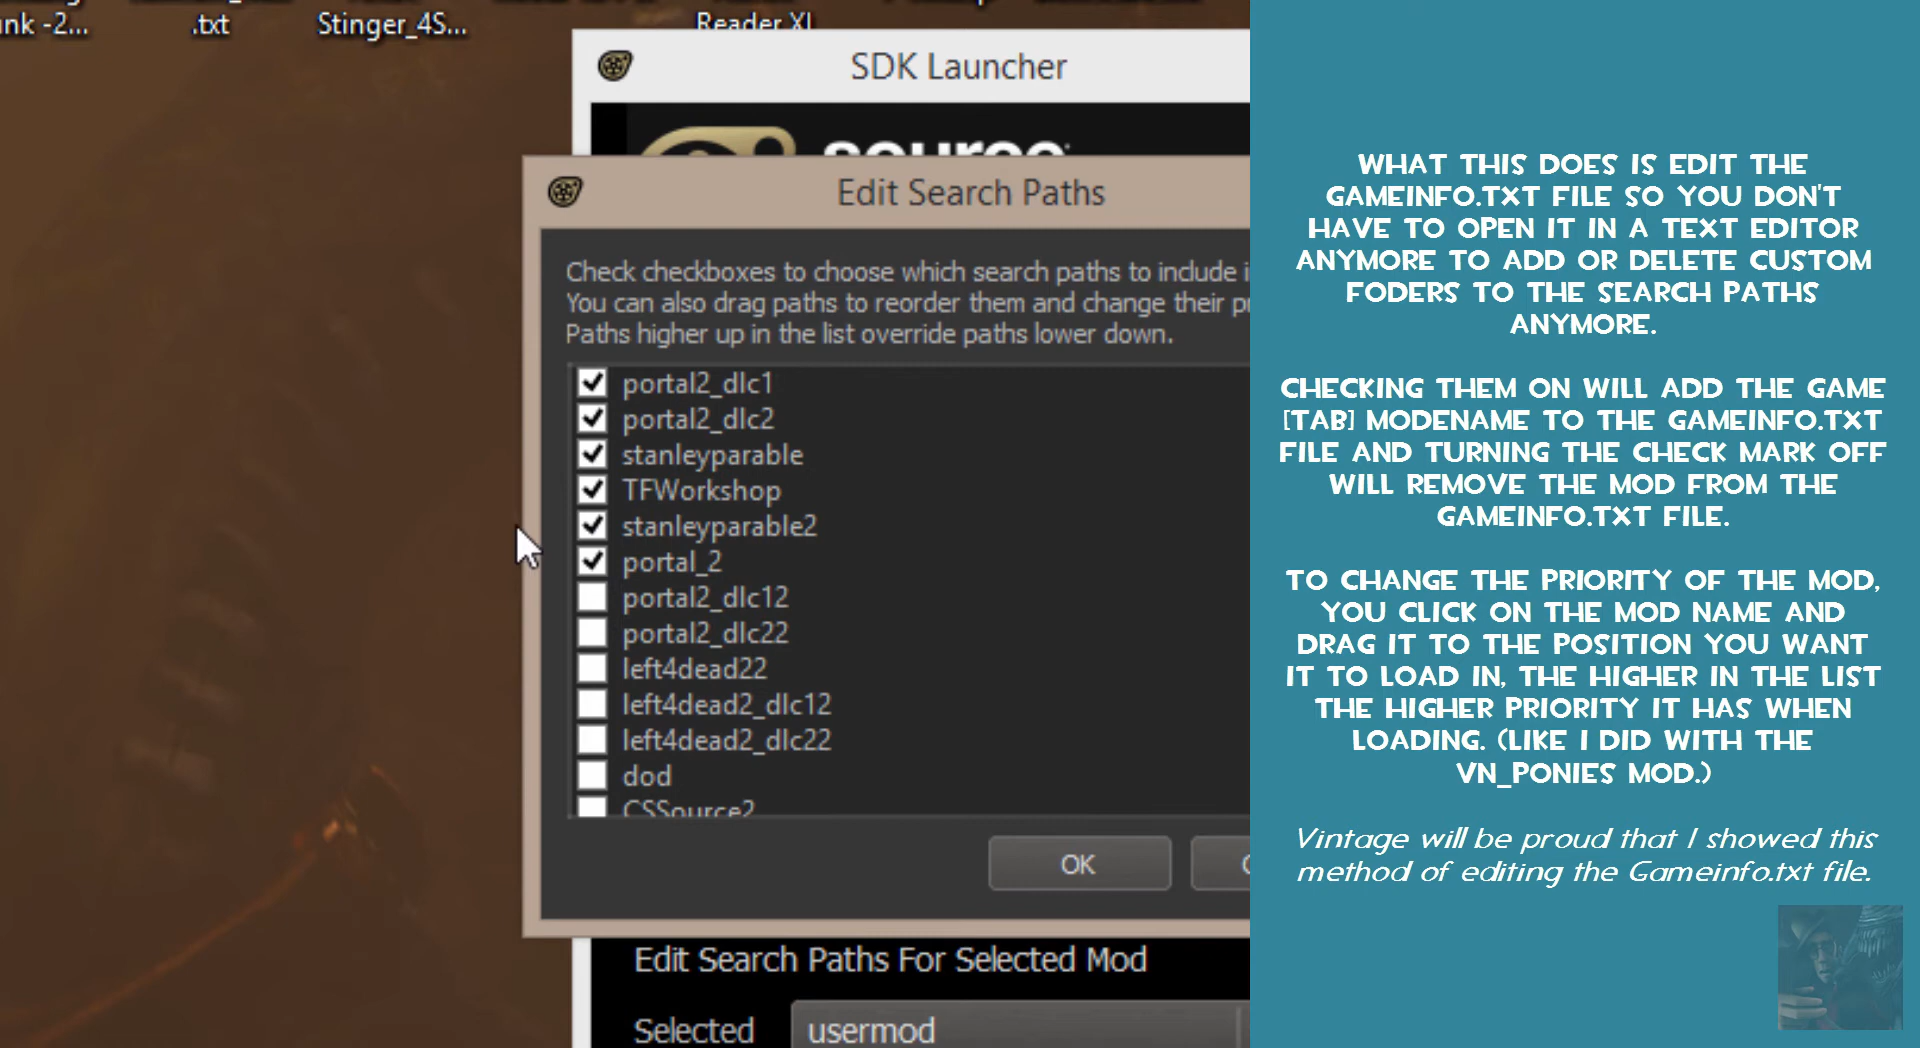 unk -2...
.txt
Stinger_4S...
Reader XI
SDK Launcher
source
Edit Search Paths
Check checkboxes to choose which search paths to include i
You can also drag paths to reorder them and change their p
Paths higher up in the list override paths lower down.
portal2_dlc1
portal2_dlc2
stanleyparable
TFWorkshop
stanleyparable2
portal_2
portal2_dlc12
portal2_dlc22
left4dead22
left4dead2_dlc12
left4dead2_dlc22
dod
CSSource2
OK
Edit Search Paths For Selected Mod
Selected
usermod
WHAT THIS DOES IS EDIT THE
GAMEINFO.TXT FILE SO YOU DON'T
HAVE TO OPEN IT IN A TEXT EDITOR
ANYMORE TO ADD OR DELETE CUSTOM
FODERS TO THE SEARCH PATHS
ANYMORE.
CHECKING THEM ON WILL ADD THE GAME
[TAB] MODENAME TO THE GAMEINFO.TXT
FILE AND TURNING THE CHECK MARK OFF
WILL REMOVE THE MOD FROM THE
GAMEINFO.TXT FILE.
TO CHANGE THE PRIORITY OF THE MOD,
YOU CLICK ON THE MOD NAME AND
DRAG IT TO THE POSITION YOU WANT
IT TO LOAD IN, THE HIGHER IN THE LIST
THE HIGHER PRIORITY IT HAS WHEN
LOADING. (LIKE I DID WITH THE
VN_PONIES MOD.)
Vintage will be proud that I showed this
method of editing the Gameinfo.txt file.